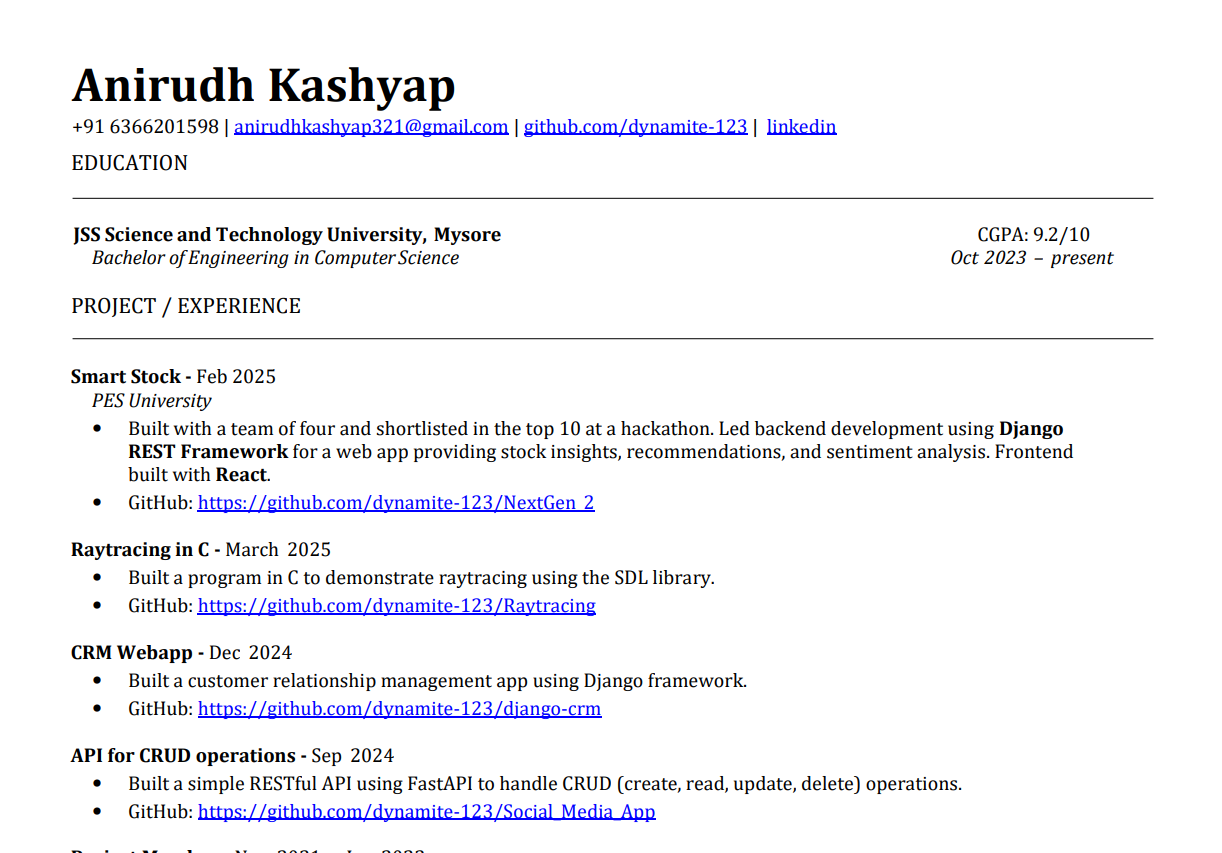 Anirudh Kashyap
+91 6366201598 | anirudhkashyap321@gmail.com | github.com/dynamite-123 | linkedin
EDUCATION
JSS Science and Technology University, Mysore CGPA: 9.2/10
Bachelor of Engineering in Computer Science Oct 2023 – present
PROJECT / EXPERIENCE
Smart Stock - Feb 2025
PES University
• Built with a team of four and shortlisted in the top 10 at a hackathon. Led backend development using Django
REST Framework for a web app providing stock insights, recommendations, and sentiment analysis. Frontend
built with React.
• GitHub: https://github.com/dynamite-123/NextGen_2
Raytracing in C - March 2025
• Built a program in C to demonstrate raytracing using the SDL library.
• GitHub: https://github.com/dynamite-123/Raytracing
CRM Webapp - Dec 2024
• Built a customer relationship management app using Django framework.
• GitHub: https://github.com/dynamite-123/django-crm
API for CRUD operations - Sep 2024
• Built a simple RESTful API using FastAPI to handle CRUD (create, read, update, delete) operations.
• GitHub: https://github.com/dynamite-123/Social_Media_App